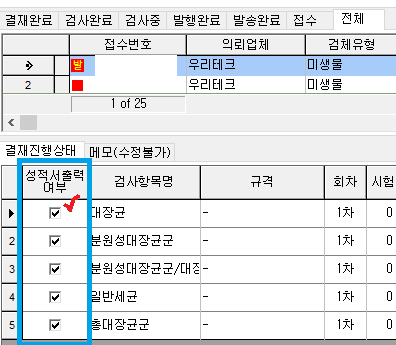 결재완료 검사완료 검사중 발행완료 발송완료 접수 전체
접수번호 의뢰업체 검체유형
발 우리테크 미생물
2 우리테크 미생물
1 of 25
결재진행상태 메모(수정불가)
성적서출력
여부 검사항목명 규격 회차 시험
대장균 - 1차 0
2 분원성대장균군 - 1차 0
3 분원성대장균군/대장 - 1차 0
4 일반세균 - 1차 0
5 총대장균군 - 1차 0